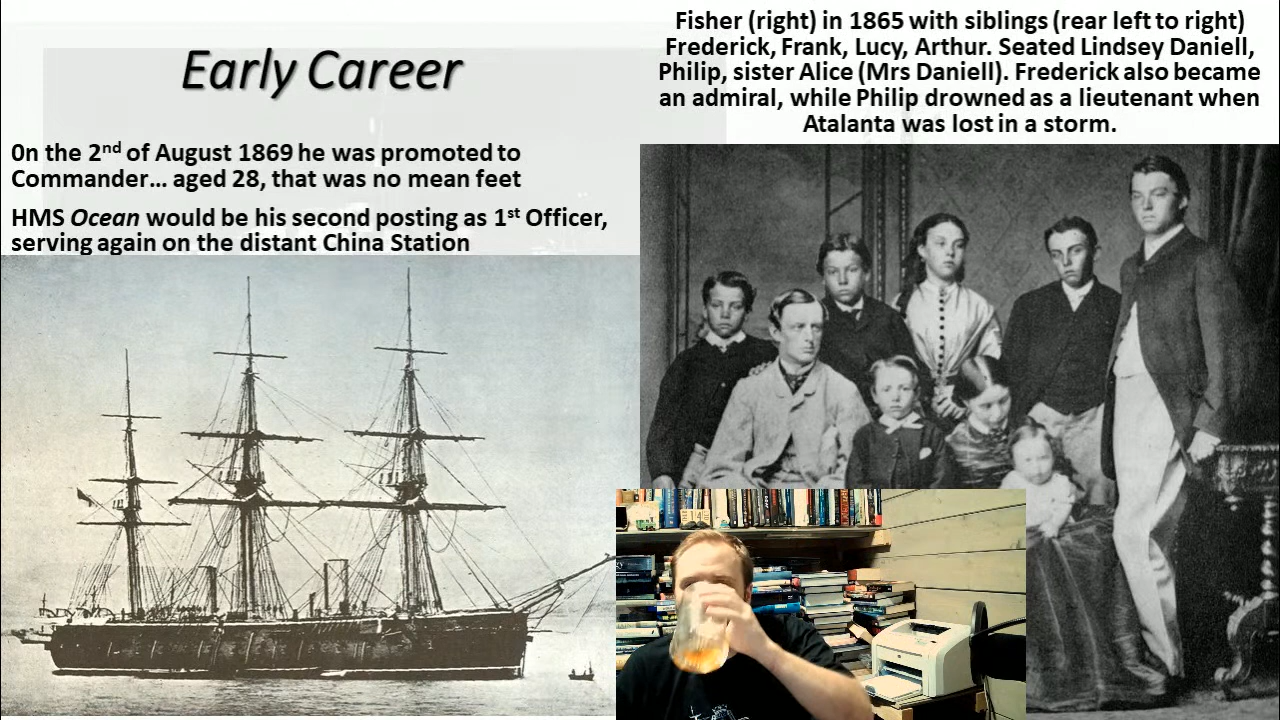 Early Career
0n the 2nd of August 1869 he was promoted to
Commander… aged 28, that was no mean feet
HMS Ocean would be his second posting as 1st Officer,
serving again on the distant China Station
Fisher (right) in 1865 with siblings (rear left to right)
Frederick, Frank, Lucy, Arthur. Seated Lindsey Daniell,
Philip, sister Alice (Mrs Daniell). Frederick also became
an admiral, while Philip drowned as a lieutenant when
Atalanta was lost in a storm.